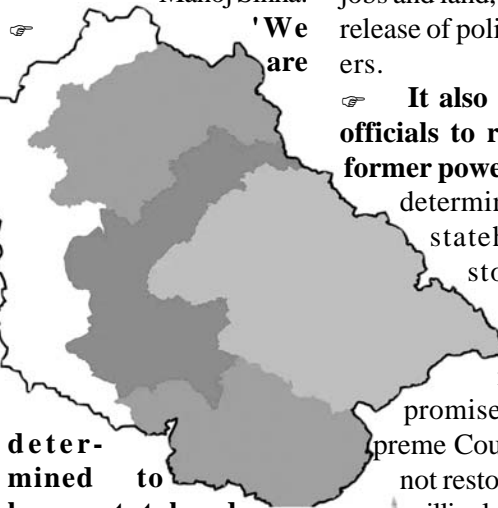 Manoj Sinha.
☞ 'We
are
deter-
mined to
jobs and land,
release of poli
ers.
☞ It also
officials to r
former powe
determin
stateh
sto
promise
preme Cou
not resto